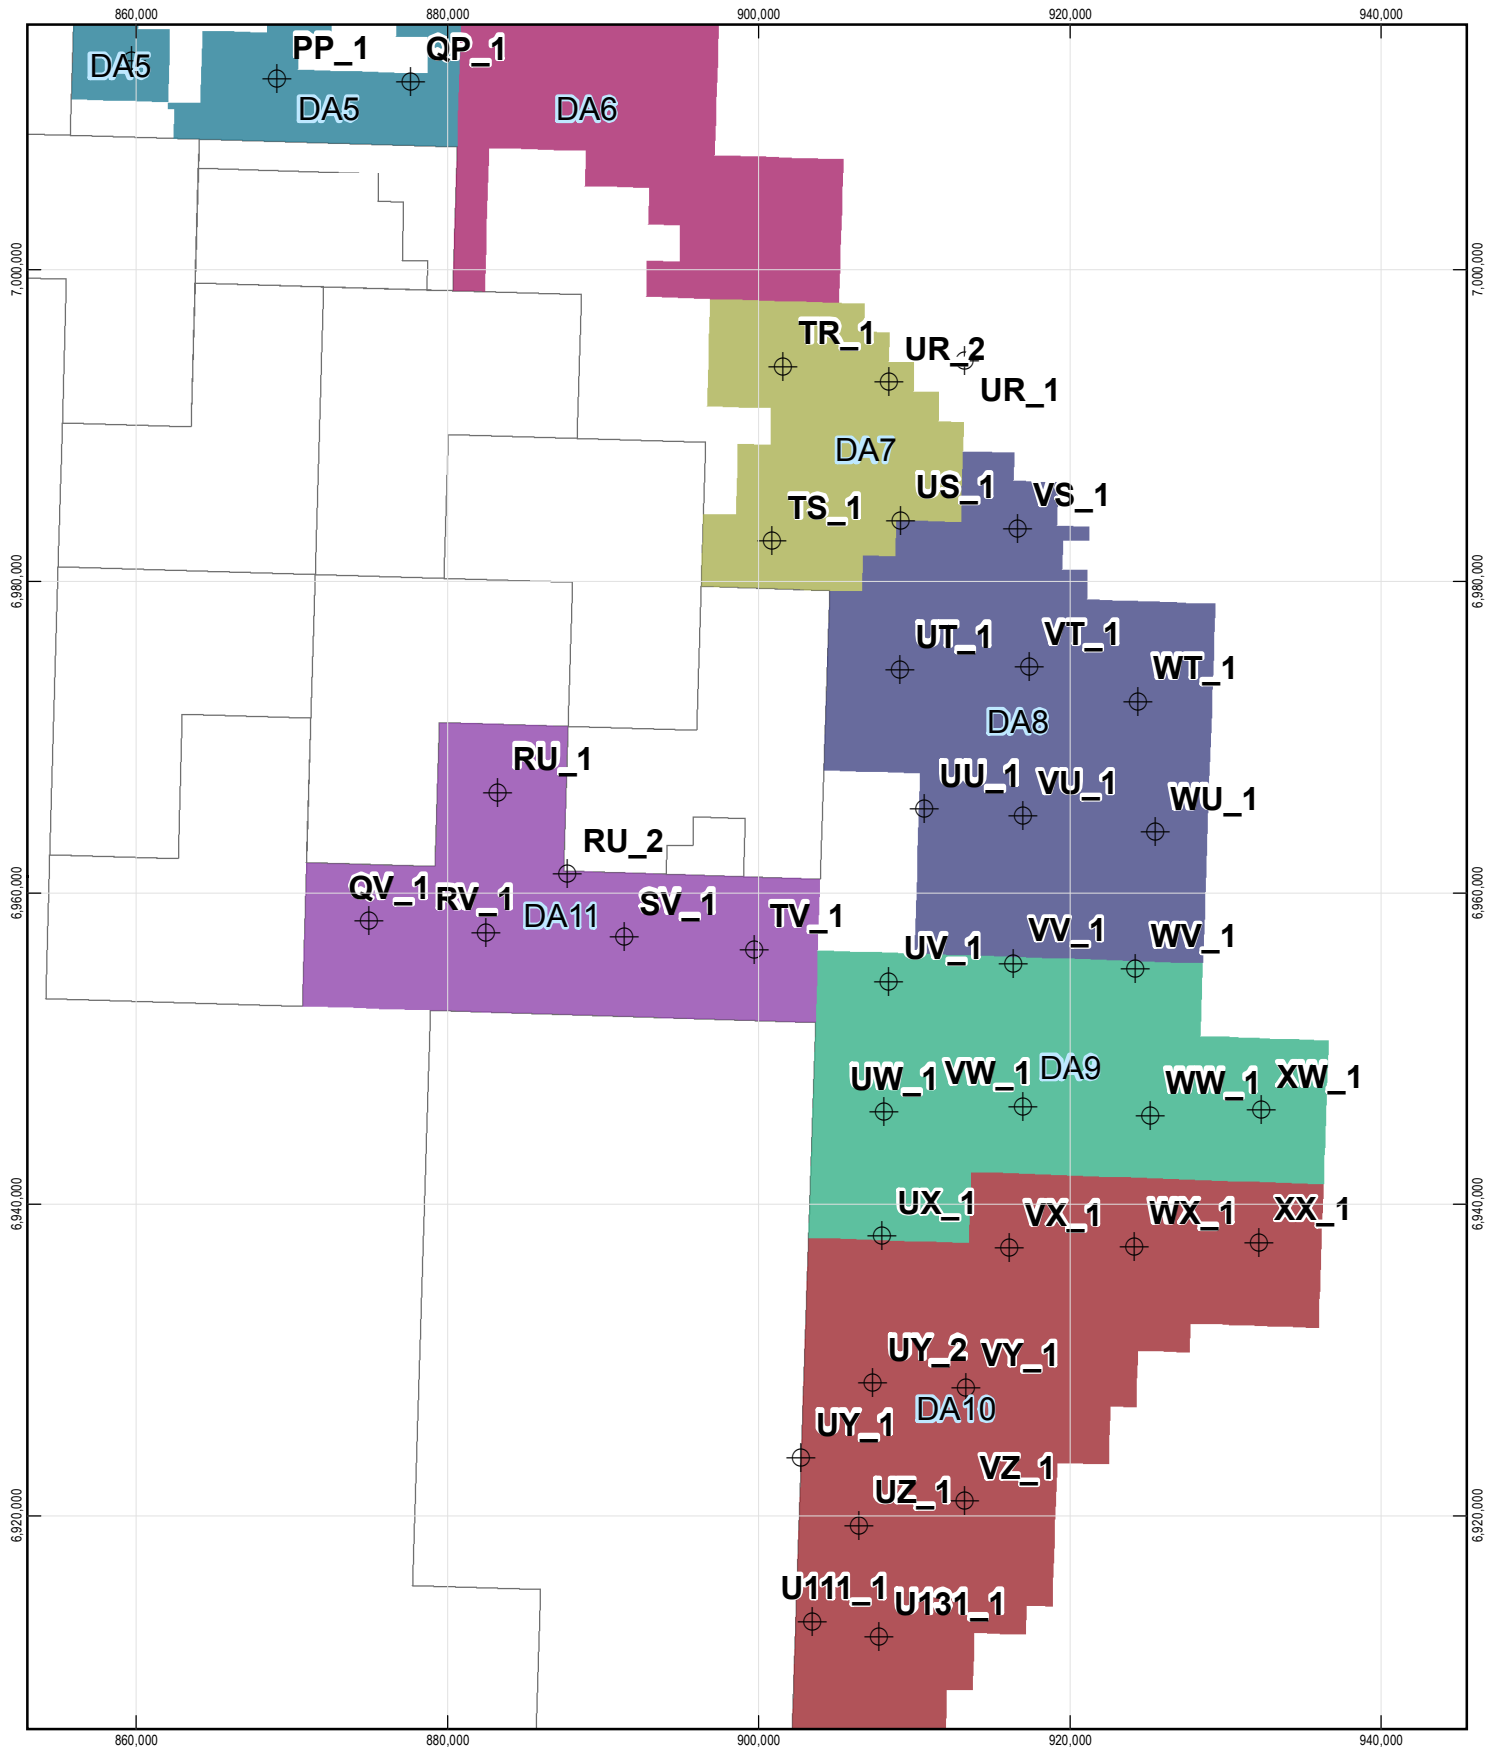 860,000 880,000 900,000 920,000 940,000
PP_1 QP_1
DA5
DA5 DA6
7,000,000 7,000,000
TR_1
UR_2
UR_1
DA7
US_1 VS_1
TS_1
6,980,000 6,980,000
UT_1 VT_1
WT_1
DA8
RU_1
UU_1 VU_1
WU_1
RU_2
6,960,000 6,960,000
QV_1 RV_1 SV_1
DA11 TV_1
VV_1 WV_1
UV_1
DA9
UW_1 VW_1 WW_1 XW_1
6,940,000 6,940,000
UX_1 VX_1 WX_1 XX_1
UY_2 VY_1
DA10
UY_1
VZ_1
UZ_1
6,920,000 6,920,000
U111_1 U131_1
860,000 880,000 900,000 920,000 940,000